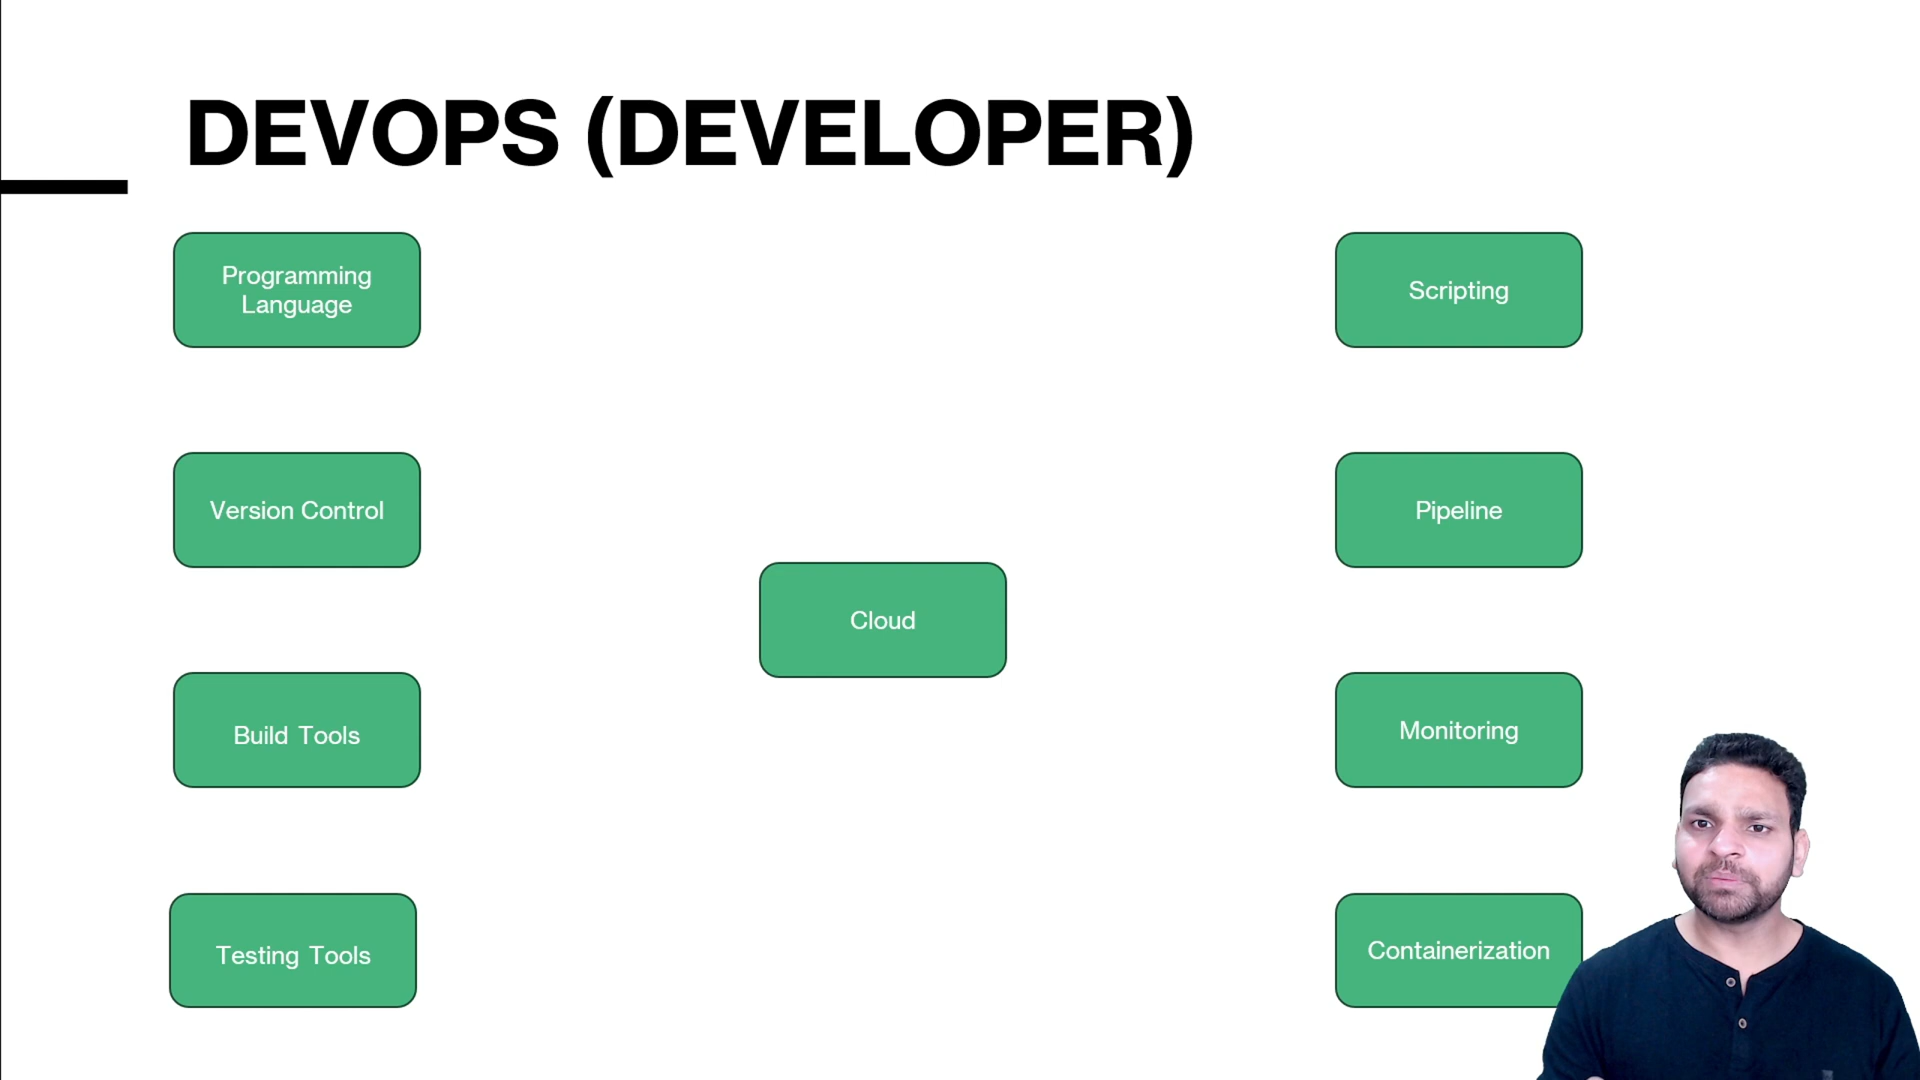 DEVOPS (DEVELOPER)
Programming
Language
Scripting
Version Control
Pipeline
Cloud
Build Tools
Monitoring
Testing Tools
Containerization